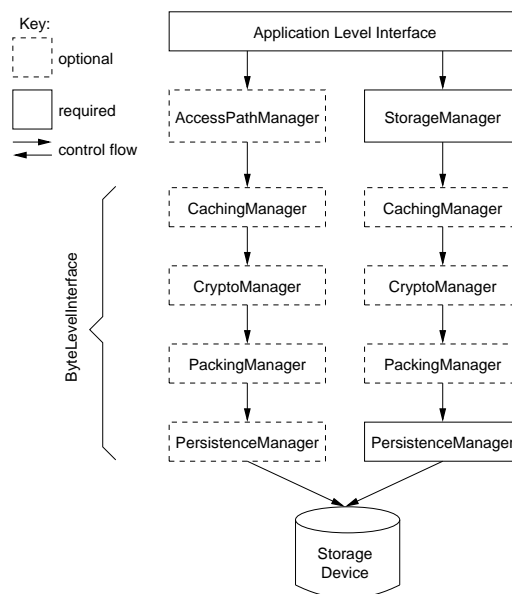 Key:
optional
required
control flow
Application Level Interface
AccessPathManager
StorageManager
ByteLevelInterface
CachingManager
CachingManager
CryptoManager
CryptoManager
PackingManager
PackingManager
PersistenceManager
PersistenceManager
Storage
Device